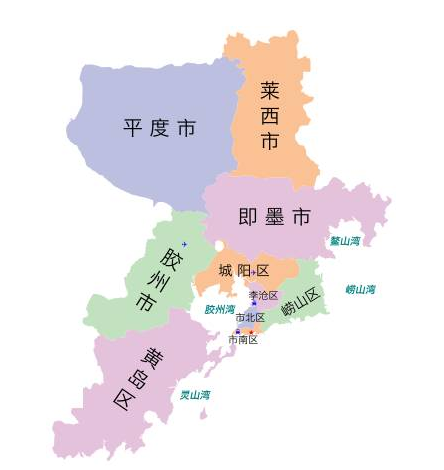 莱西市
平度市
即墨市
鳌山湾
胶州市
城阳区
崂山湾
李沧区
崂山区
胶州湾
市北区
市南区
黄岛区
灵山湾